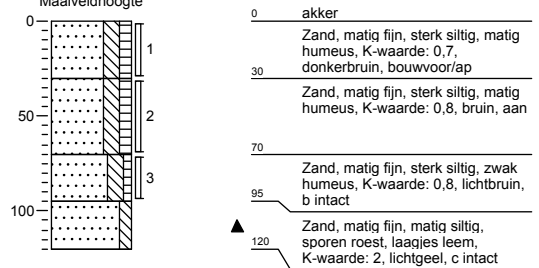 Maaiveldhoogte
0
50
100
1
2
3
0 akker
Zand, matig fijn, sterk siltig, matig
humeus, K-waarde: 0,7,
donkerbruin, bouwvoor/ap
30
Zand, matig fijn, sterk siltig, matig
humeus, K-waarde: 0,8, bruin, aan
70
Zand, matig fijn, sterk siltig, zwak
humeus, K-waarde: 0,8, lichtbruin,
b intact
95
Zand, matig fijn, matig siltig,
sporen roest, laagjes leem,
K-waarde: 2, lichtgeel, c intact
120